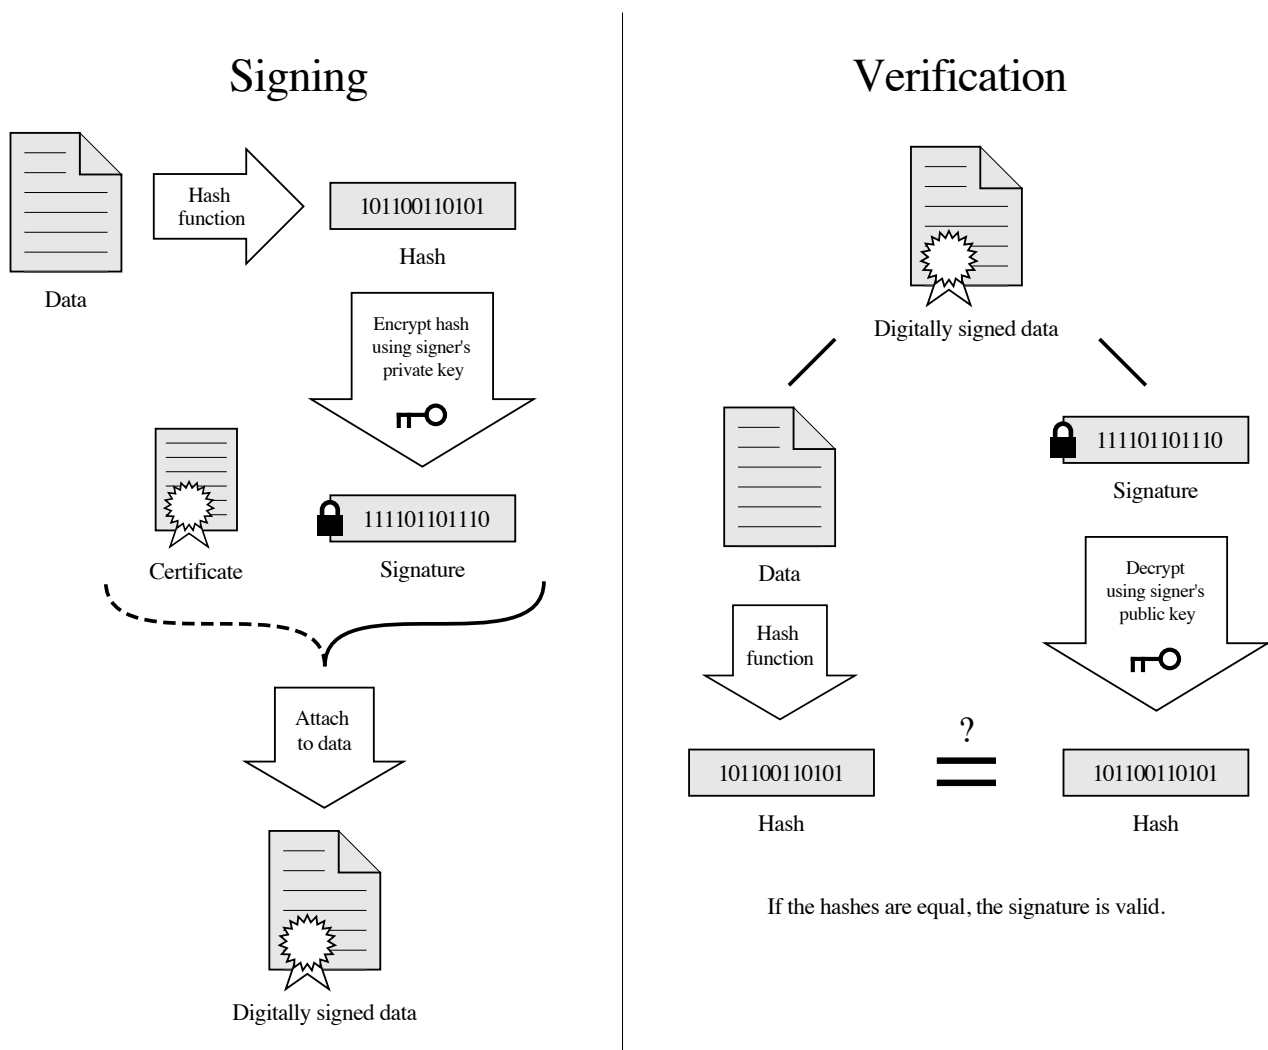 Signing
Hash
function
101100110101
Hash
Data
Encrypt hash
using signer's
private key
111101101110
Certificate
Signature
Attach
to data
Digitally signed data
Verification
Digitally signed data
111101101110
Signature
Data
Decrypt
using signer's
public key
Hash
function
?
101100110101
101100110101
Hash
Hash
If the hashes are equal, the signature is valid.